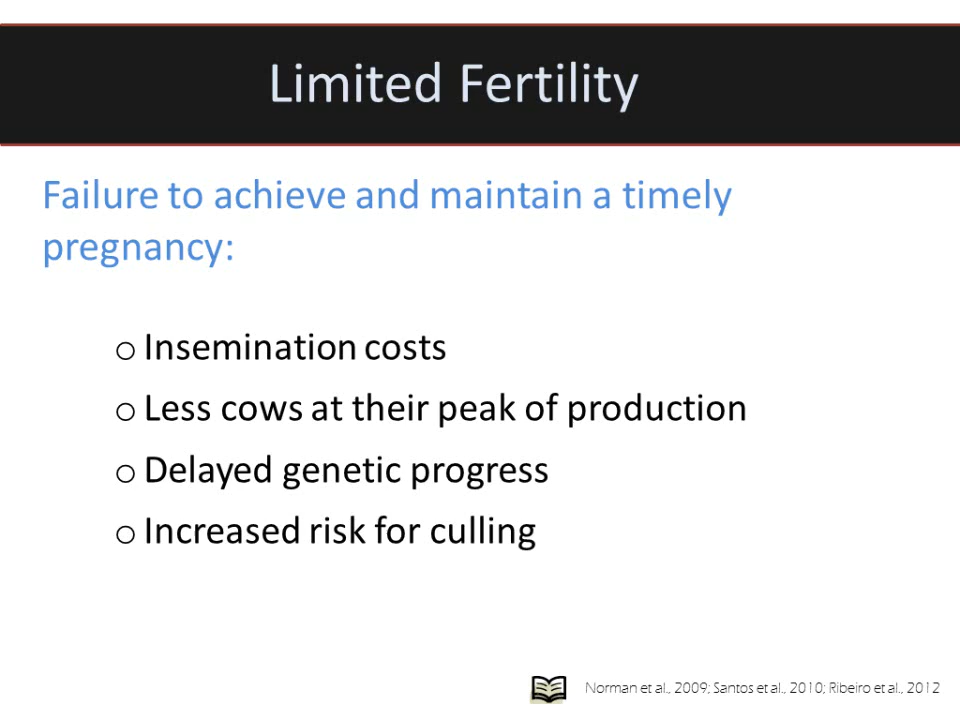 Limited Fertility
Failure to achieve and maintain a timely
pregnancy:
o Insemination costs
o Less cows at their peak of production
o Delayed genetic progress
o Increased risk for culling
Norman et al., 2009; Santos et al., 2010; Ribeiro et al., 2012